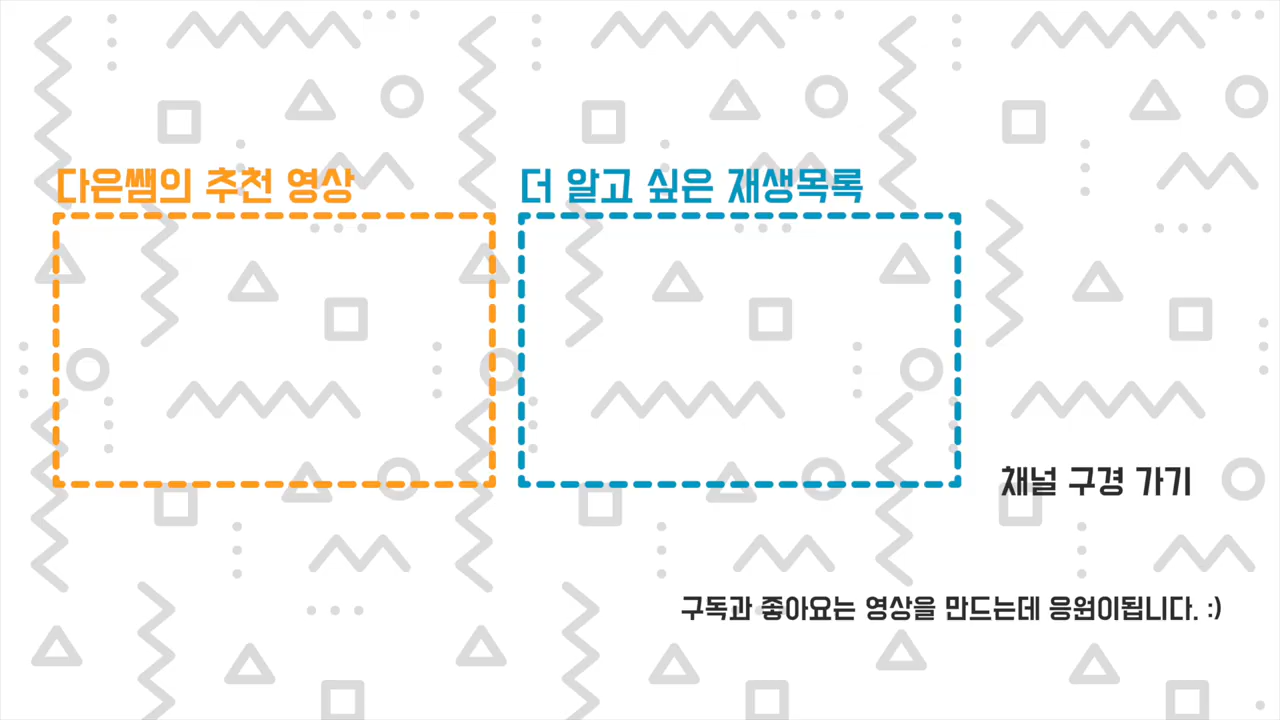 다은쌤의 추천 영상
더 알고 싶은 재생목록
채널 구경 가기
구독과 좋아요는 영상을 만드는데 응원이됩니다. :)